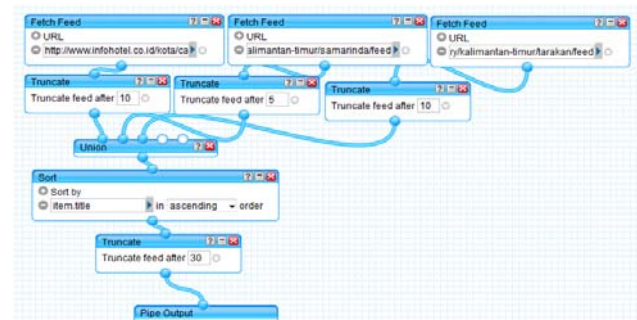 Fetch Feed
URL
http://www.infohotel.co.id/kota/ca
Fetch Feed
URL
alimantan-timur/samarinda/feed
Fetch Feed
URL
ry/kalimantan-timur/tarakan/feed
Truncate
Truncate feed after 10
Truncate
Truncate feed after 5
Truncate
Truncate feed after 10
Union
Sort
Sort by
item.title in ascending order
Truncate
Truncate feed after 30
Pipe Output